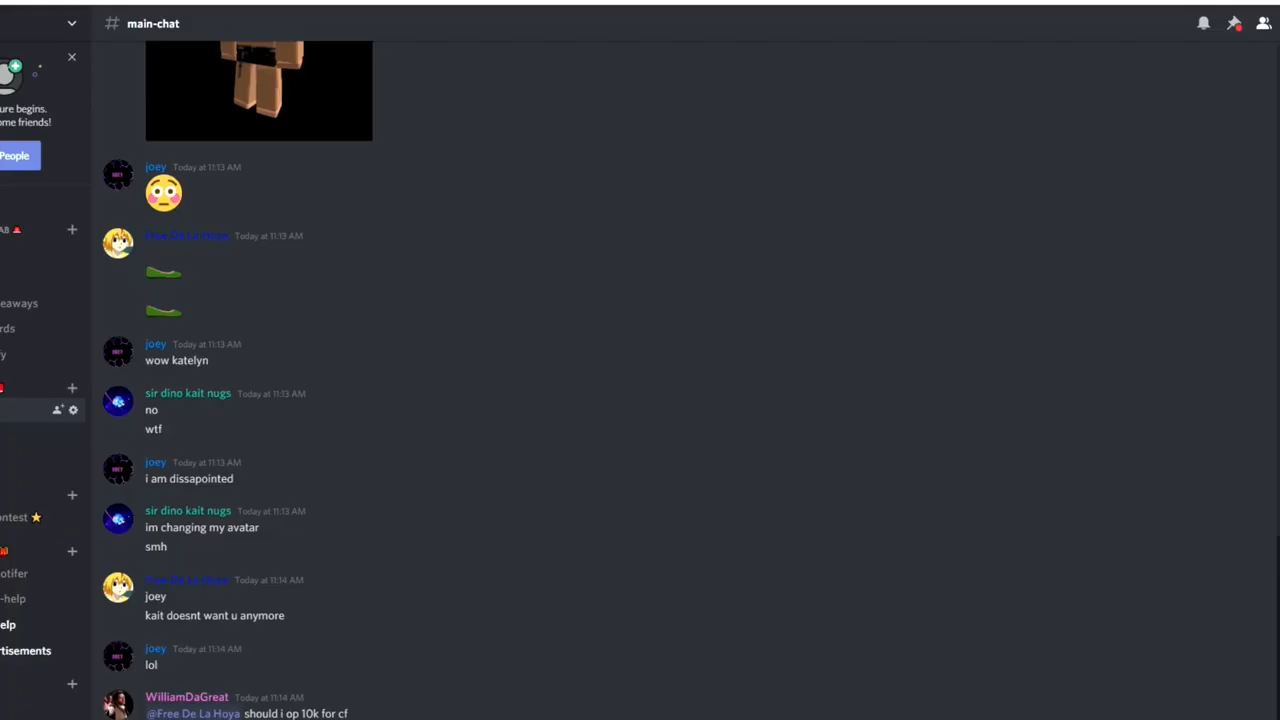 main-chat
ure begins.
ome friends!
People
joey Today at 11:13 AM
AB
Free De La Hoya Today at 11:13 AM
eaways
rds
joey Today at 11:13 AM
fy
wow katelyn
sir dino kait nugs Today at 11:13 AM
no
wtf
joey Today at 11:13 AM
i am dissapointed
sir dino kait nugs Today at 11:13 AM
ontest
im changing my avatar
smh
otifer
Free De La Hoya Today at 11:14 AM
joey
-help
kait doesnt want u anymore
elp
joey Today at 11:14 AM
rtisements
lol
WilliamDaGreat Today at 11:14 AM
@Free De La Hoya should i op 10k for cf